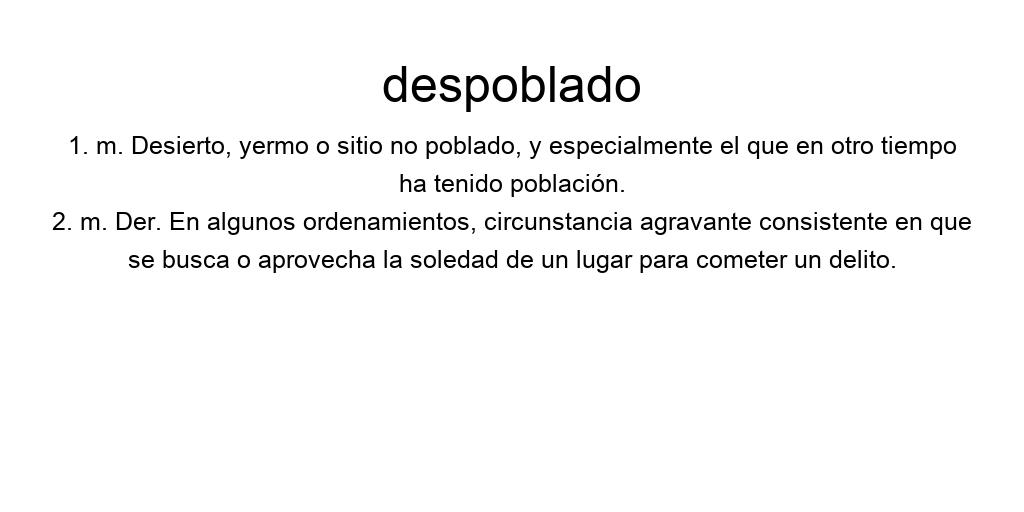 despoblado
1. m. Desierto, yermo o sitio no poblado, y especialmente el que en otro tiempo
ha tenido población.
2. m. Der. En algunos ordenamientos, circunstancia agravante consistente en que
se busca o aprovecha la soledad de un lugar para cometer un delito.